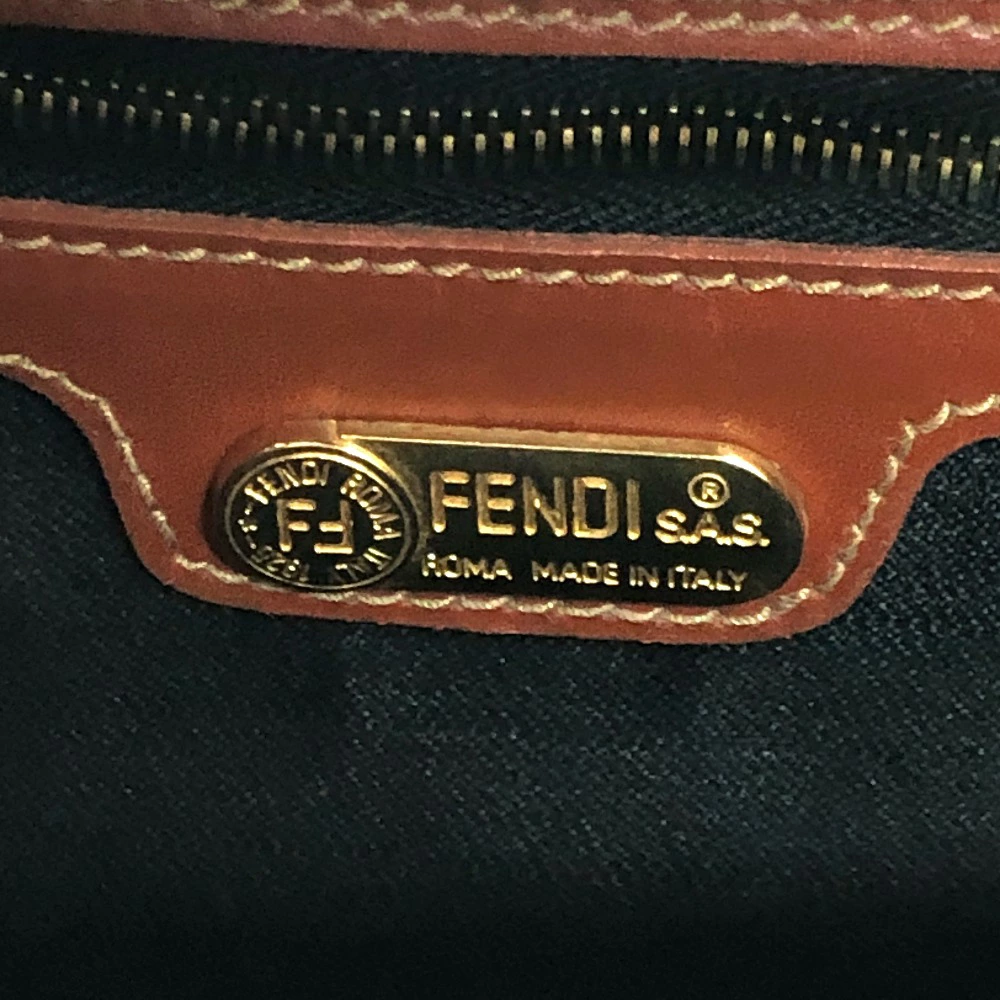 FENDI ROMA ITALY 1925
FF
FENDI ® S.A.S.
ROMA MADE IN ITALY